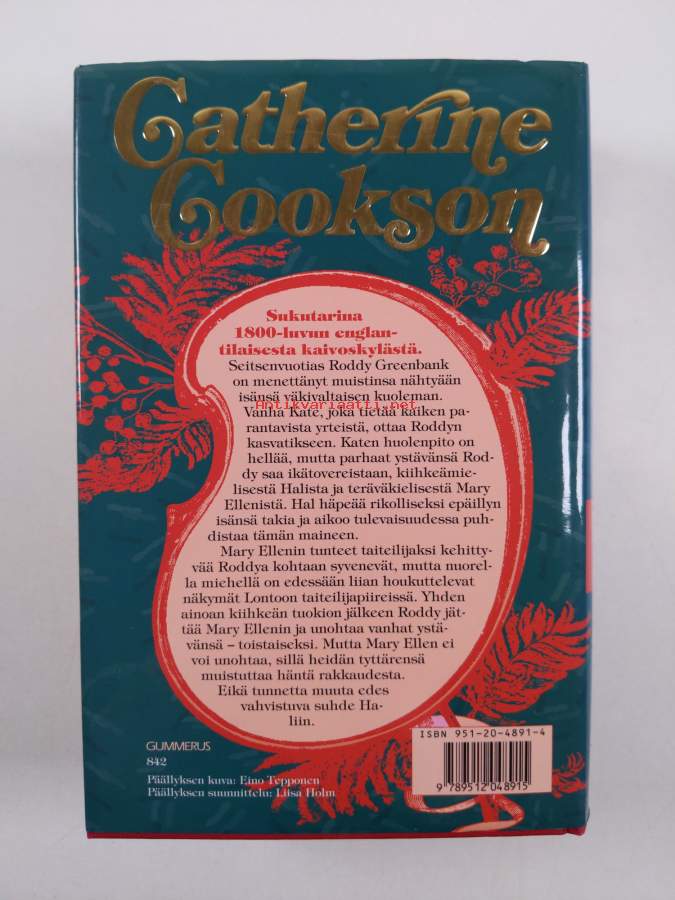 Catherine
Cookson
Sukutarina
1800-luvun englan-
tilaisesta kaivoskylästä.
Seitsenvuotias Roddy Greenbank
on menettänyt muistinsa nähtyään
isänsä väkivaltaisen kuoleman.
Antikvariaatti.net
Vanha Kate, joka tietää kaiken pa-
rantavista yrteistä, ottaa Roddyn
kasvatikseen. Katen huolenpito on
hellää, mutta parhaat ystävänsä Rod-
dy saa ikätovereistaan, kiihkeämie-
lisestä Halista ja teräväkielisestä Mary
Ellenistä. Hal häpeää rikolliseksi epäillyn
isänsä takia ja aikoo tulevaisuudessa puh-
distaa tämän maineen.
Mary Ellenin tunteet taiteilijaksi kehitty-
vää Roddya kohtaan syvenevät, mutta nuorel-
la miehellä on edessään liian houkuttelevat
näkymät Lontoon taiteilijapiireissä. Yhden
ainoan kiihkeän tuokion jälkeen Roddy jät-
tää Mary Ellenin ja unohtaa vanhat ystä-
vänsä – toistaiseksi. Mutta Mary Ellen ei
voi unohtaa, sillä heidän tyttärensä
muistuttaa häntä rakkaudesta.
Eikä tunnetta muuta edes
vahvistuva suhde Ha-
liin.
GUMMERUS
842
Päällyksen kuva: Eino Tepponen
Päällyksen suunnittelu: Liisa Holm
ISBN 951-20-4891-4
9 789512 048915